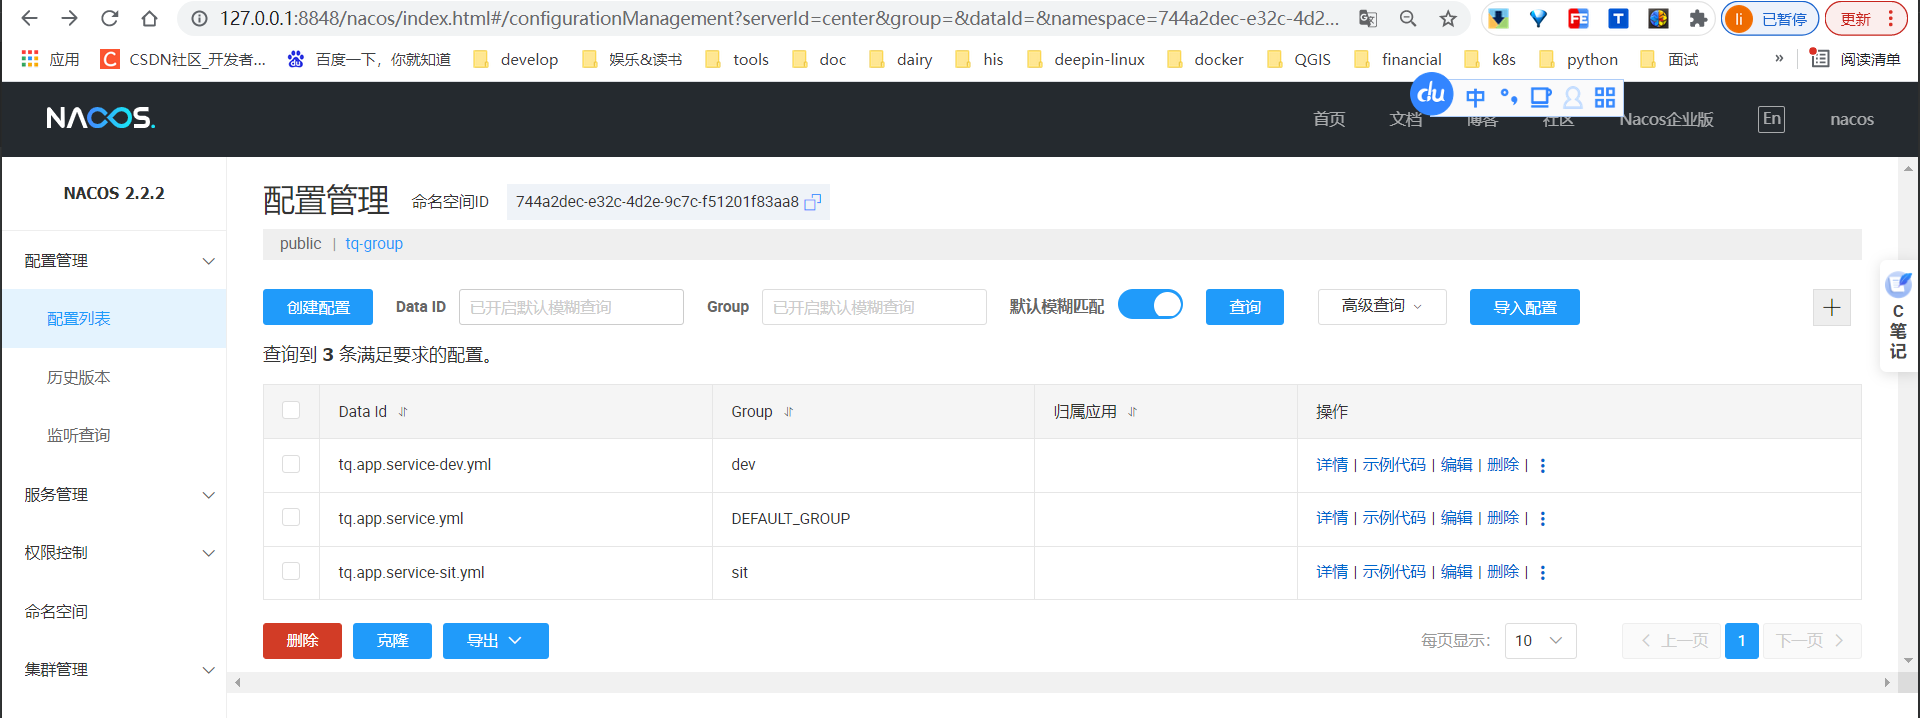 127.0.0.1:8848/nacos/index.html#/configurationManagement?serverId=center&group=&dataId=&namespace=744a2dec-e32c-4d2... FE T li 已暂停 更新
应用 C CSDN社区_开发者... 百度一下，你就知道 develop 娱乐&读书 tools doc dairy his deepin-linux docker QGIS financial k8s python 面试 » 阅读清单
du 中
NACOS. 首页 文档 博客 社区 Nacos企业版 En nacos
NACOS 2.2.2
配置管理
配置列表
历史版本
监听查询
服务管理
权限控制
命名空间
集群管理
配置管理 命名空间ID 744a2dec-e32c-4d2e-9c7c-f51201f83aa8
public | tq-group
创建配置 Data ID 已开启默认模糊查询 Group 已开启默认模糊查询 默认模糊匹配 查询 高级查询 导入配置
查询到 3 条满足要求的配置。
Data Id Group 归属应用 操作
tq.app.service-dev.yml dev 详情 | 示例代码 | 编辑 | 删除 |
tq.app.service.yml DEFAULT_GROUP 详情 | 示例代码 | 编辑 | 删除 |
tq.app.service-sit.yml sit 详情 | 示例代码 | 编辑 | 删除 |
删除 克隆 导出 每页显示: 10 上一页 1 下一页
C
笔
记